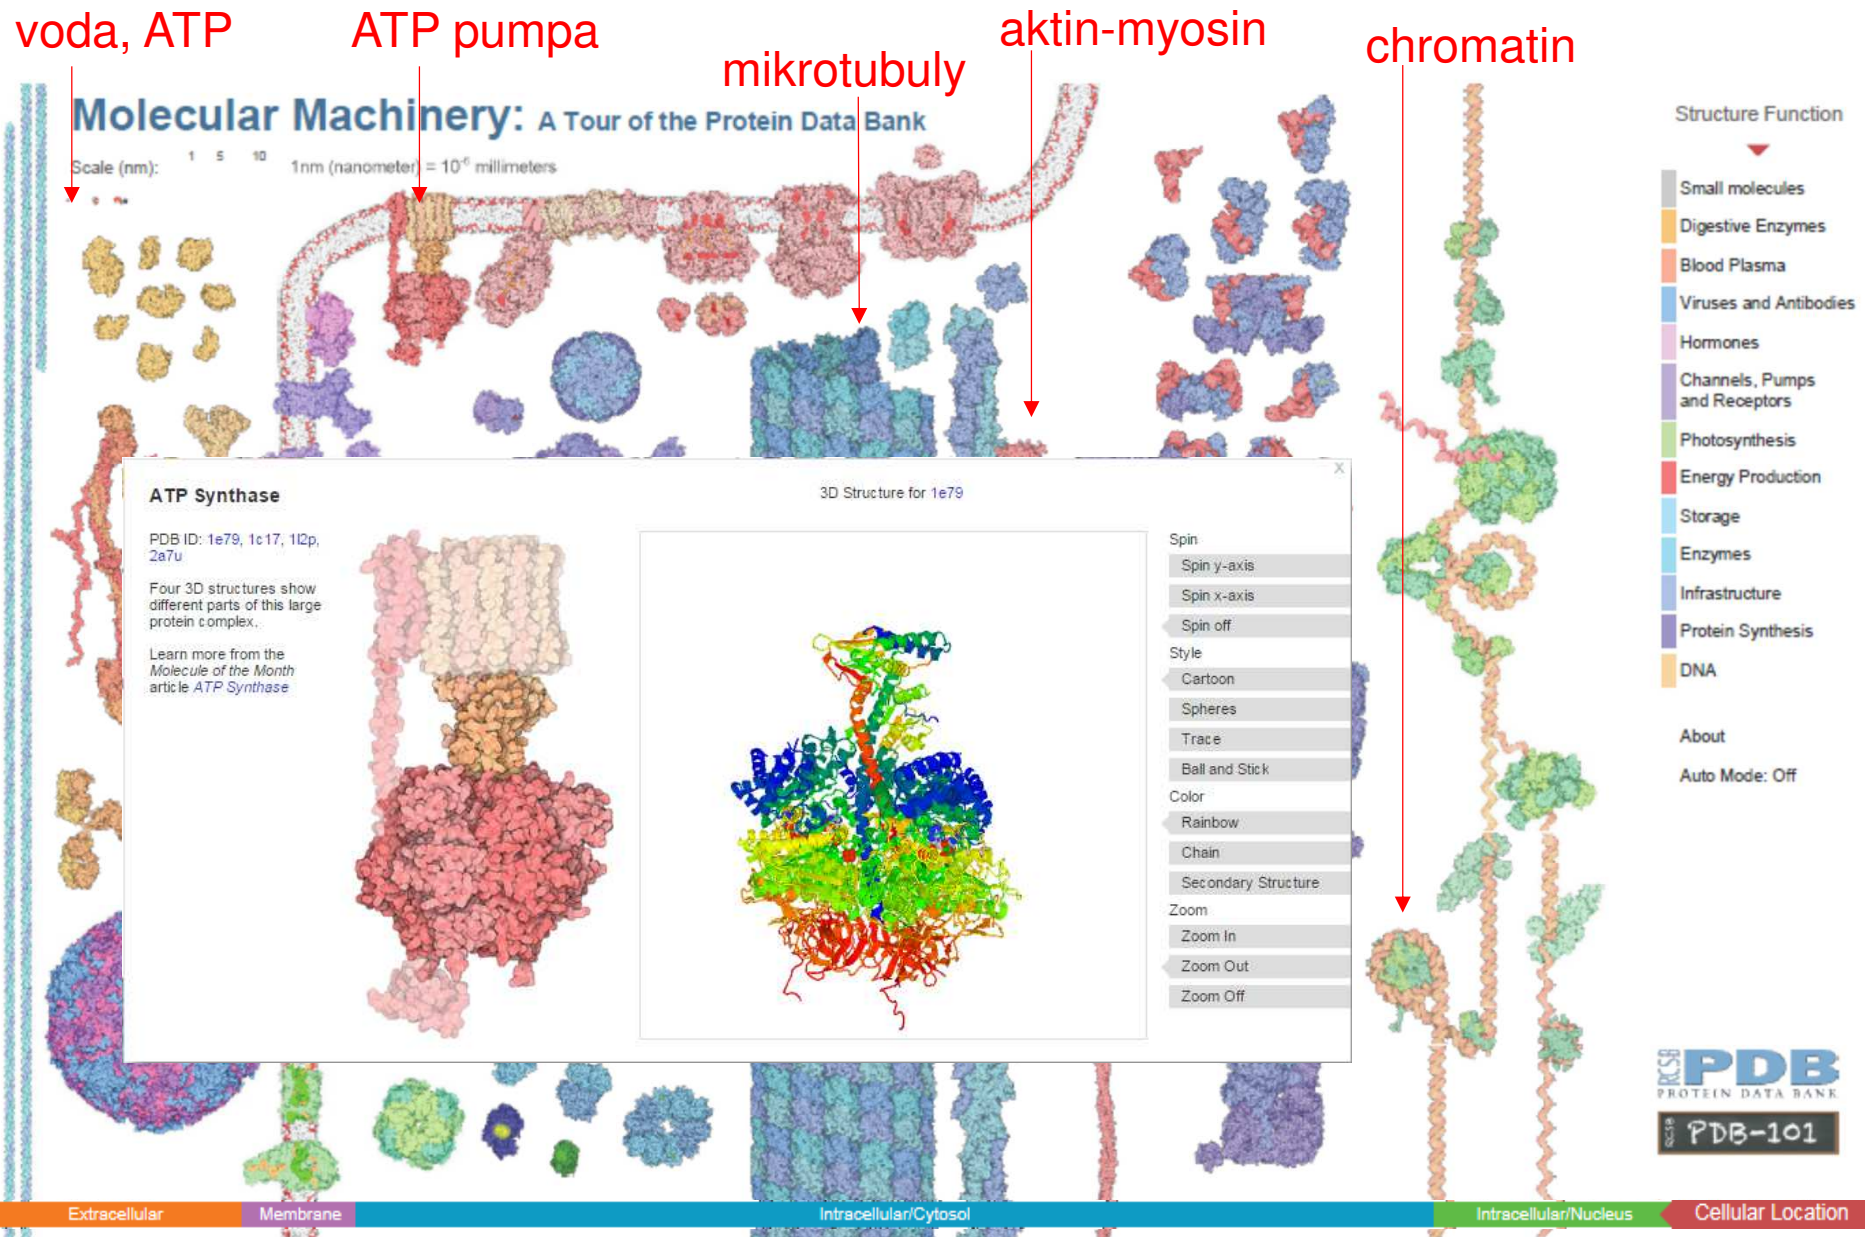 voda, ATP
ATP pumpa
mikrotubuly
aktin-myosin
chromatin
Molecular Machinery: A Tour of the Protein Data Bank
Scale (nm): 1 5 10 1nm (nanometer) = 10⁻⁶ millimeters
Structure Function
Small molecules
Digestive Enzymes
Blood Plasma
Viruses and Antibodies
Hormones
Channels, Pumps
and Receptors
Photosynthesis
Energy Production
Storage
Enzymes
Infrastructure
Protein Synthesis
DNA
About
Auto Mode: Off
X
ATP Synthase
PDB ID: 1e79, 1c17, 1l2p,
2a7u
Four 3D structures show
different parts of this large
protein complex.
Learn more from the
Molecule of the Month
article ATP Synthase
3D Structure for 1e79
Spin
Spin y-axis
Spin x-axis
Spin off
Style
Cartoon
Spheres
Trace
Ball and Stick
Color
Rainbow
Chain
Secondary Structure
Zoom
Zoom In
Zoom Out
Zoom Off
RCSB PDB
PROTEIN DATA BANK
RCSB PDB-101
Extracellular
Membrane
Intracellular/Cytosol
Intracellular/Nucleus
Cellular Location